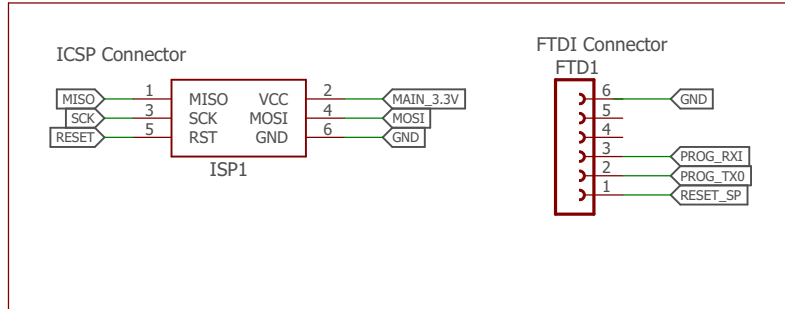 ICSP Connector
MISO 1 MISO VCC 2 MAIN_3.3V
SCK 3 SCK MOSI 4 MOSI
RESET 5 RST GND 6 GND
ISP1
FTDI Connector
FTD1
6 GND
5
4
3 PROG_RXI
2 PROG_TX0
1 RESET_SP